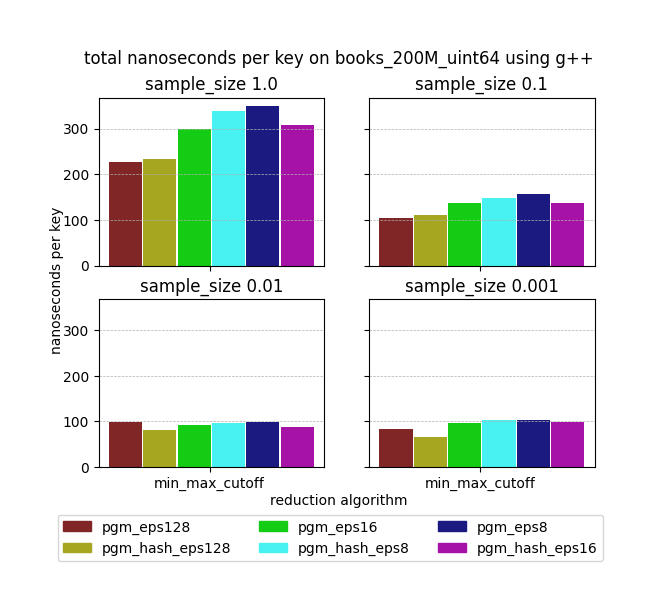 total nanoseconds per key on books_200M_uint64 using g++
sample_size 1.0
sample_size 0.1
300
200
100
0
nanoseconds per key
sample_size 0.01
sample_size 0.001
300
200
100
0
min_max_cutoff
min_max_cutoff
reduction algorithm
pgm_eps128
pgm_eps16
pgm_eps8
pgm_hash_eps128
pgm_hash_eps8
pgm_hash_eps16